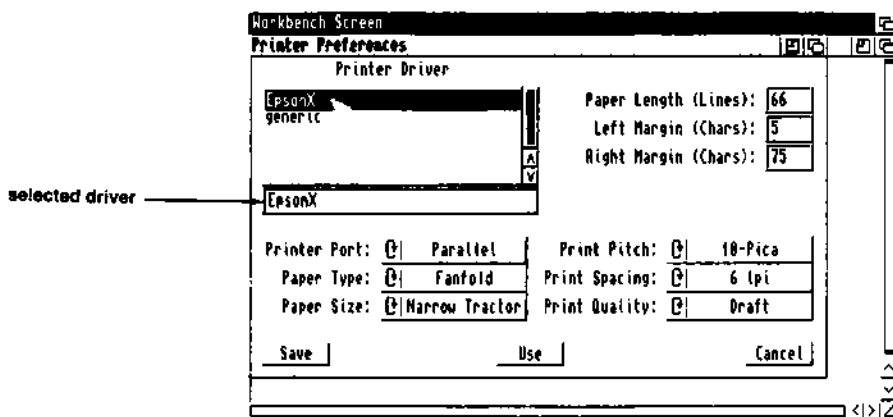 Workbench Screen
Printer Preferences
Printer Driver
EpsonX
generic
Paper Length (Lines): 66
Left Margin (Chars): 5
Right Margin (Chars): 75
selected driver
EpsonX
Printer Port: Parallel
Print Pitch: 10-Pica
Paper Type: Fanfold
Print Spacing: 6 lpi
Paper Size: Narrow Tractor
Print Quality: Draft
Save
Use
Cancel